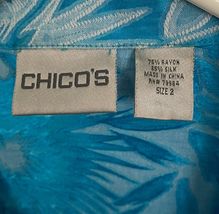 CHICO'S
75% RAYON
25% SILK
MADE IN CHINA
RN# 79984
SIZE 2